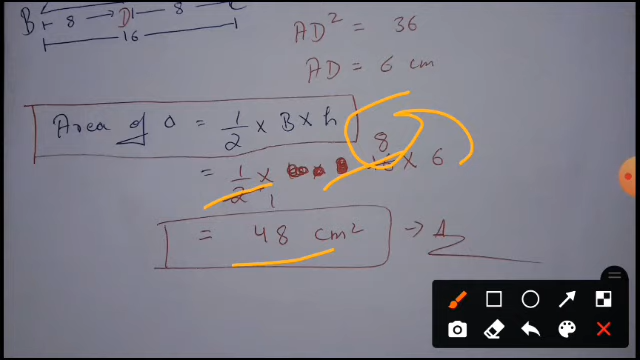 B 8 D 8 C
16
AD² = 36
AD = 6 cm
Area of Δ = 1/2 × B × h
= 1/2 × 16 × 6
8
1
= 48 cm² → A